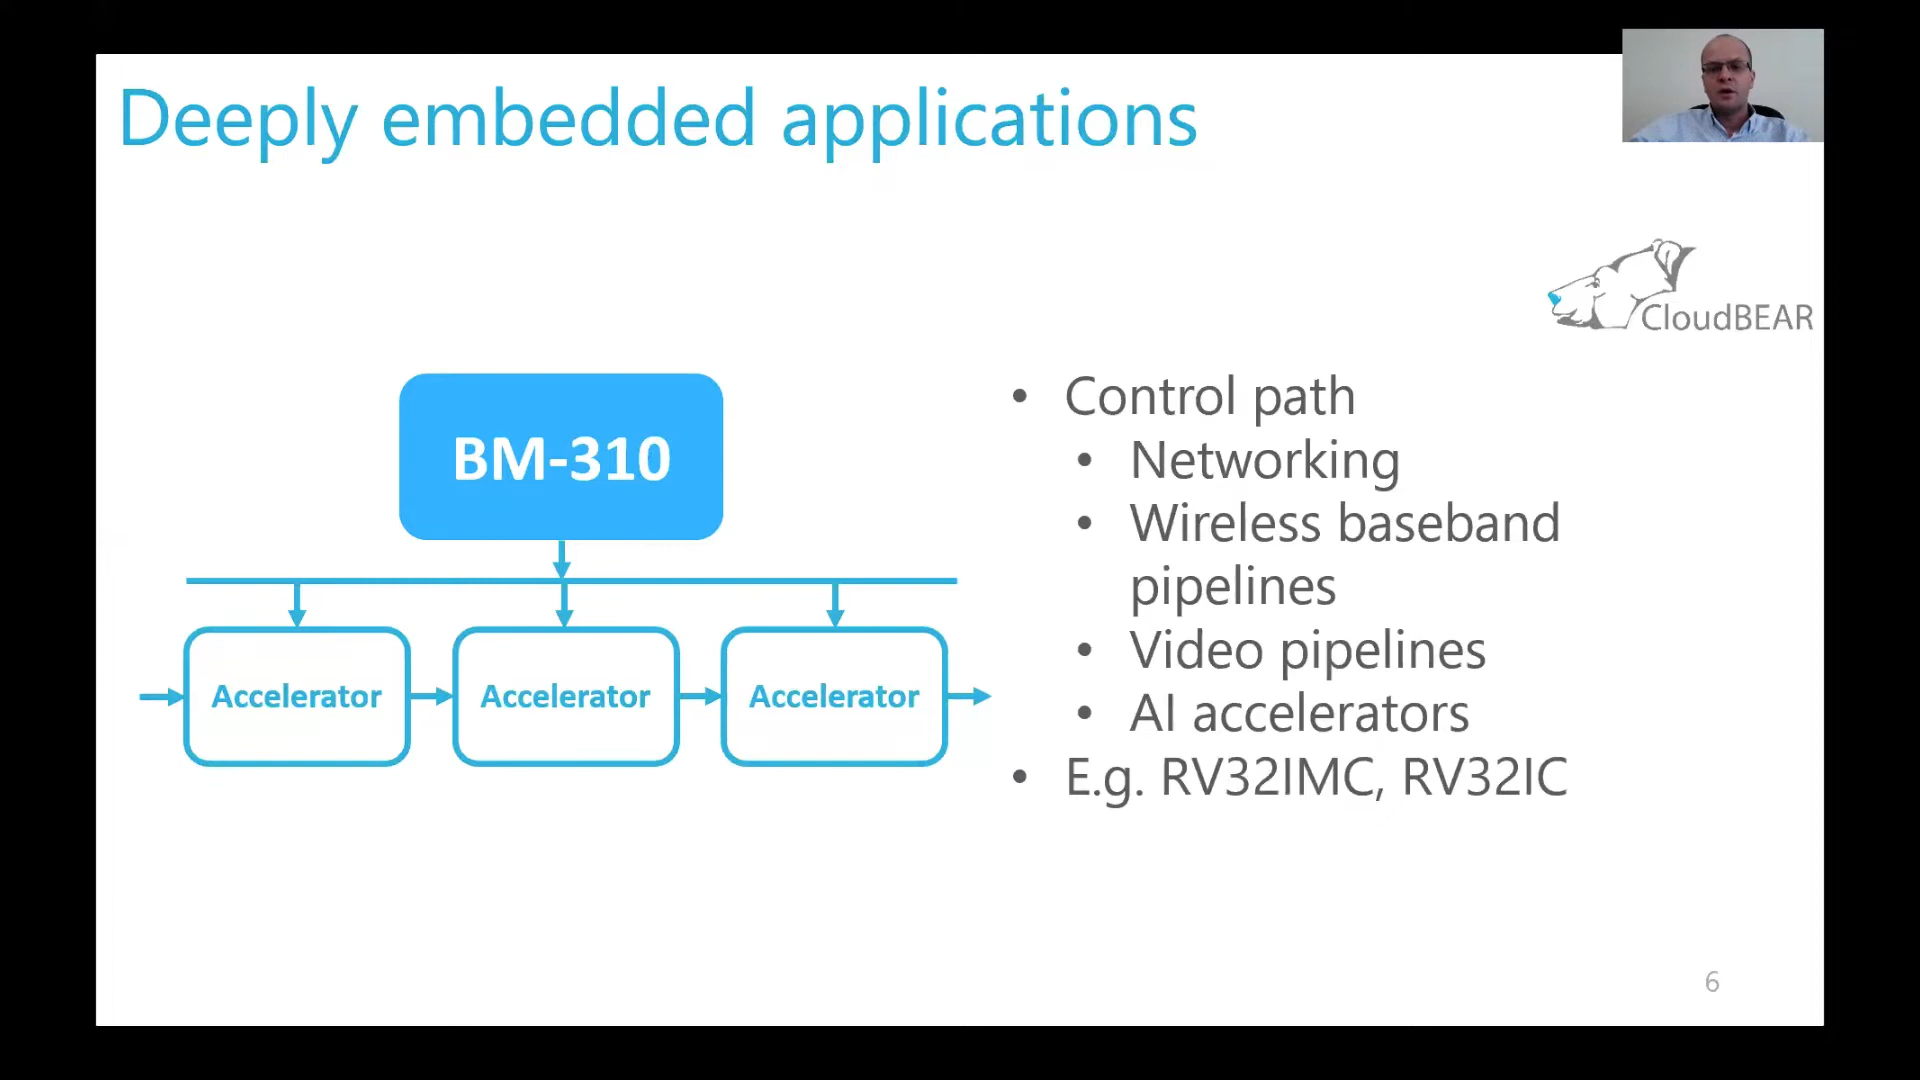 Deeply embedded applications
CloudBEAR
BM-310
Accelerator
Accelerator
Accelerator
• Control path
• Networking
• Wireless baseband
pipelines
• Video pipelines
• AI accelerators
• E.g. RV32IMC, RV32IC
6